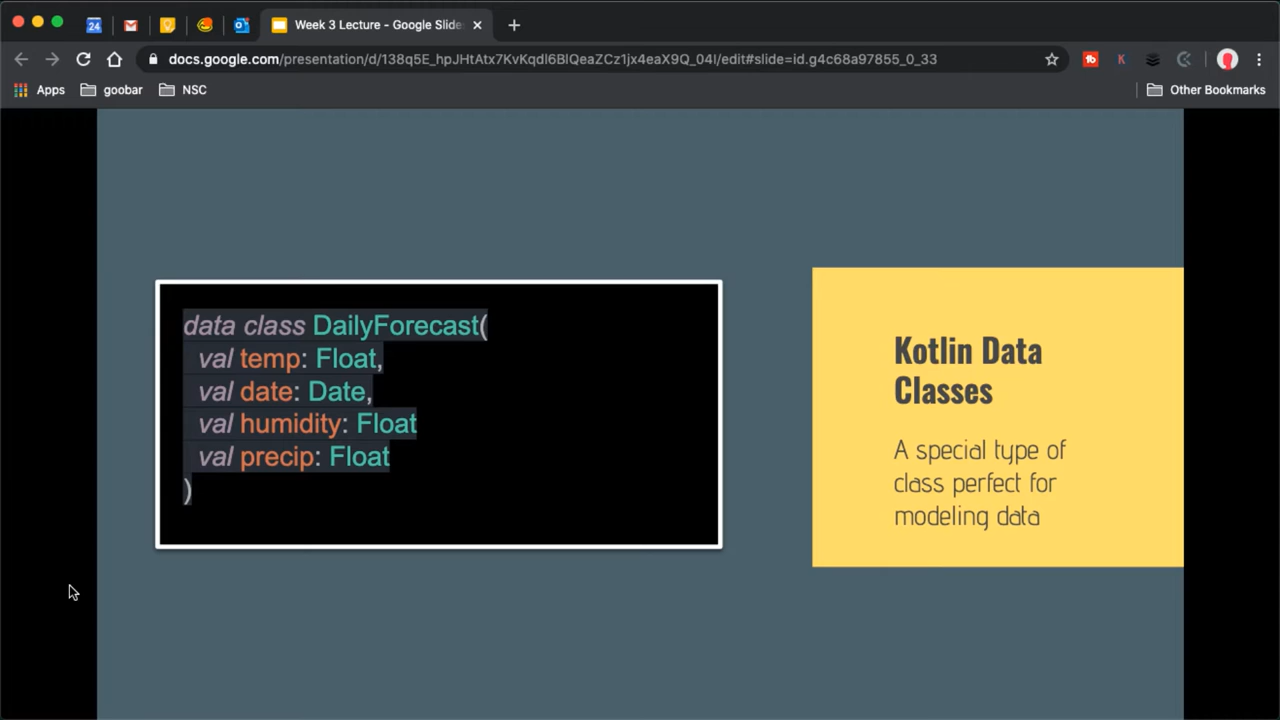 24
Week 3 Lecture - Google Slide
docs.google.com/presentation/d/138q5E_hpJHtAtx7KvKqdl6BlQeaZCz1jx4eaX9Q_04I/edit#slide=id.g4c68a97855_0_33
K
Apps
goobar
NSC
Other Bookmarks
data class DailyForecast(
val temp: Float,
val date: Date,
val humidity: Float
val precip: Float
)
Kotlin Data
Classes
A special type of
class perfect for
modeling data